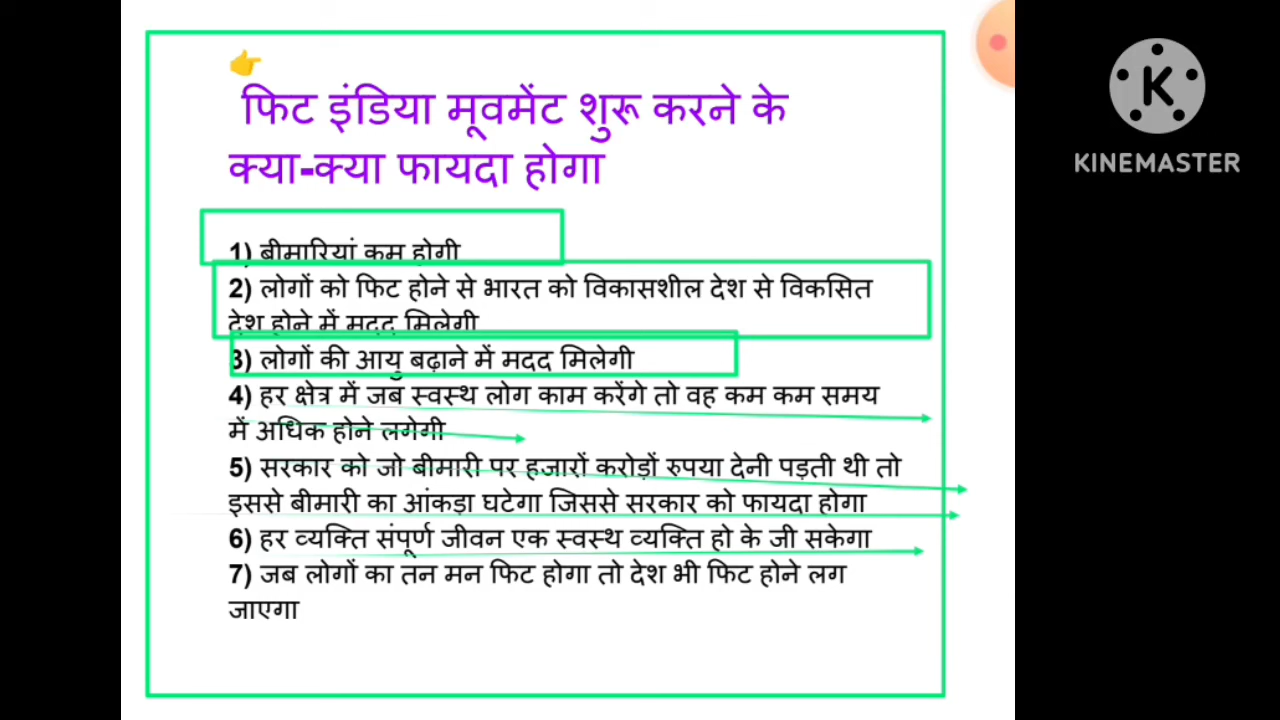 👉
फिट इंडिया मूवमेंट शुरू करने के
क्या-क्या फायदा होगा
1) बीमारियां कम होगी
2) लोगों को फिट होने से भारत को विकासशील देश से विकसित
देश होने में मदद मिलेगी
3) लोगों की आयु बढ़ाने में मदद मिलेगी
4) हर क्षेत्र में जब स्वस्थ लोग काम करेंगे तो वह कम कम समय
में अधिक होने लगेगी
5) सरकार को जो बीमारी पर हजारों करोड़ों रुपया देनी पड़ती थी तो
इससे बीमारी का आंकड़ा घटेगा जिससे सरकार को फायदा होगा
6) हर व्यक्ति संपूर्ण जीवन एक स्वस्थ व्यक्ति हो के जी सकेगा
7) जब लोगों का तन मन फिट होगा तो देश भी फिट होने लग
जाएगा
K
KINEMASTER